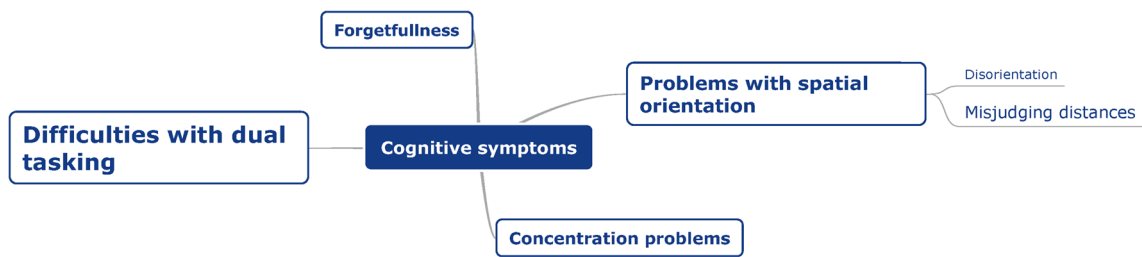 Forgetfullness
Problems with spatial
orientation
Disorientation
Misjudging distances
Difficulties with dual
tasking
Cognitive symptoms
Concentration problems